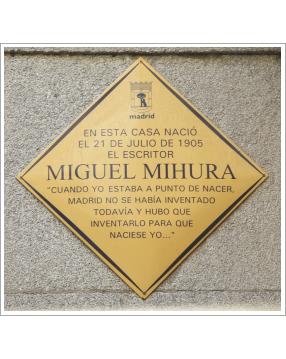 madrid
EN ESTA CASA NACIÓ
EL 21 DE JULIO DE 1905
EL ESCRITOR
MIGUEL MIHURA
"CUANDO YO ESTABA A PUNTO DE NACER,
MADRID NO SE HABÍA INVENTADO
TODAVÍA Y HUBO QUE
INVENTARLO PARA QUE
NACIESE YO..."